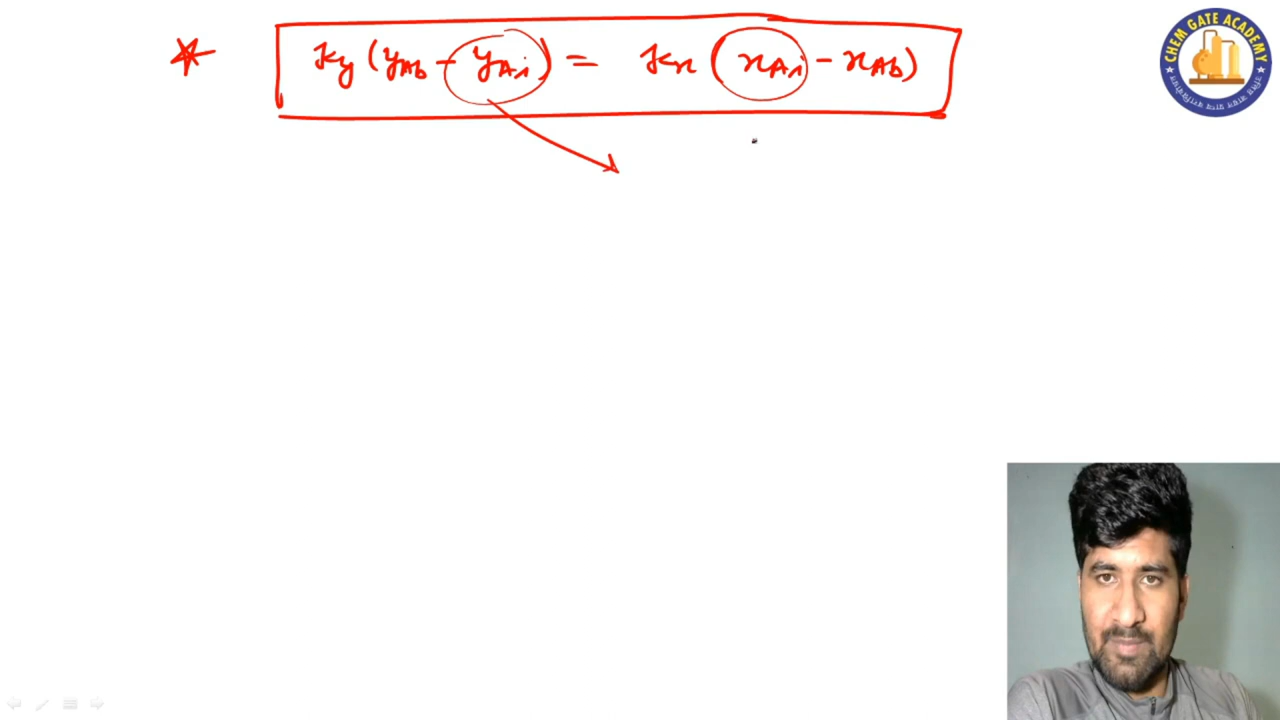 * ky (yAb - yAi) = kx (xAi - xAb)
CHEM GATE ACADEMY